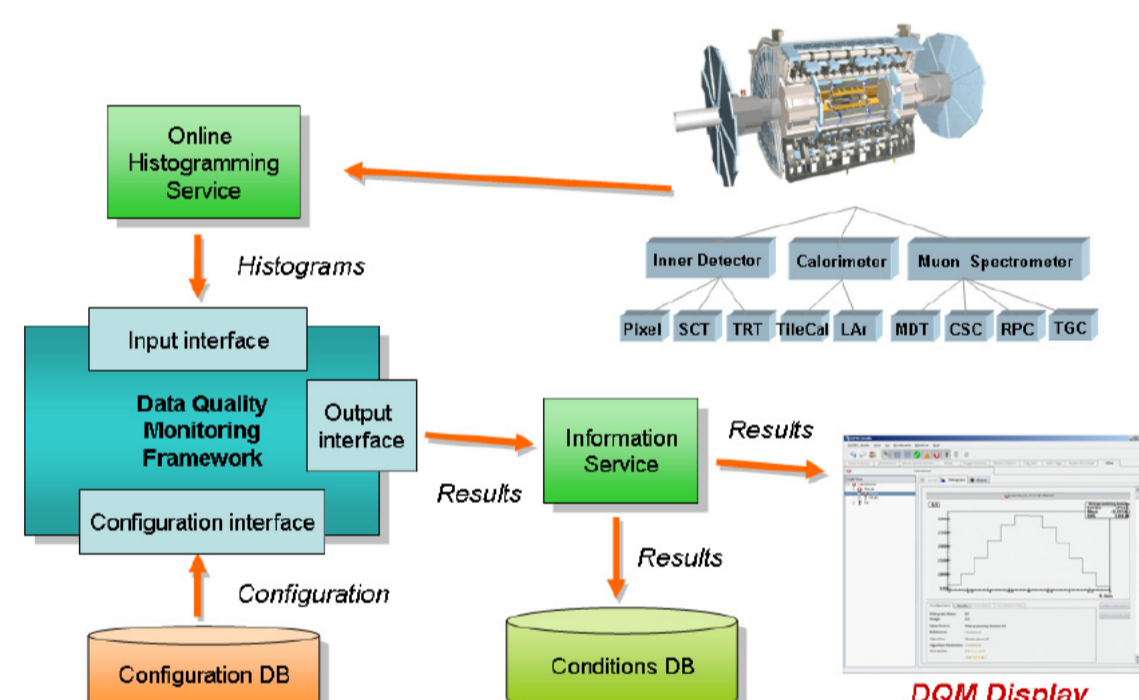 Online
Histogramming
Service
Histograms
Inner Detector
Calorimeter
Muon Spectrometer
Pixel
SCT
TRT
TileCal
LAr
MDT
CSC
RPC
TGC
Input interface
Data Quality
Monitoring
Framework
Output
interface
Configuration interface
Results
Information
Service
Results
Results
Configuration
Configuration DB
Conditions DB
DQM Display